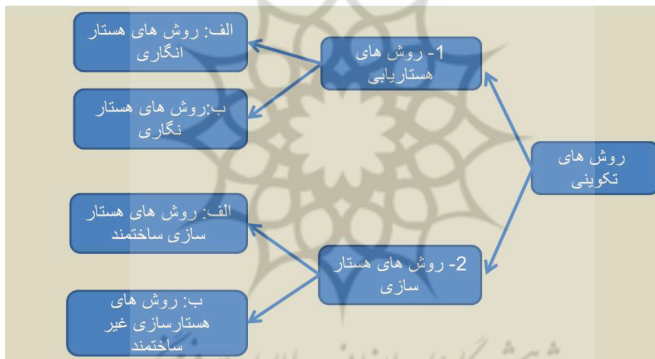 روش های
تکوینی
1- روش های
هستاریابی
الف: روش های هستار
انگاری
ب:روش های هستار
نگاری
2- روش های هستار
سازی
الف: روش های هستار
سازی ساختمند
ب: روش های
هستارسازی غیر
ساختمند